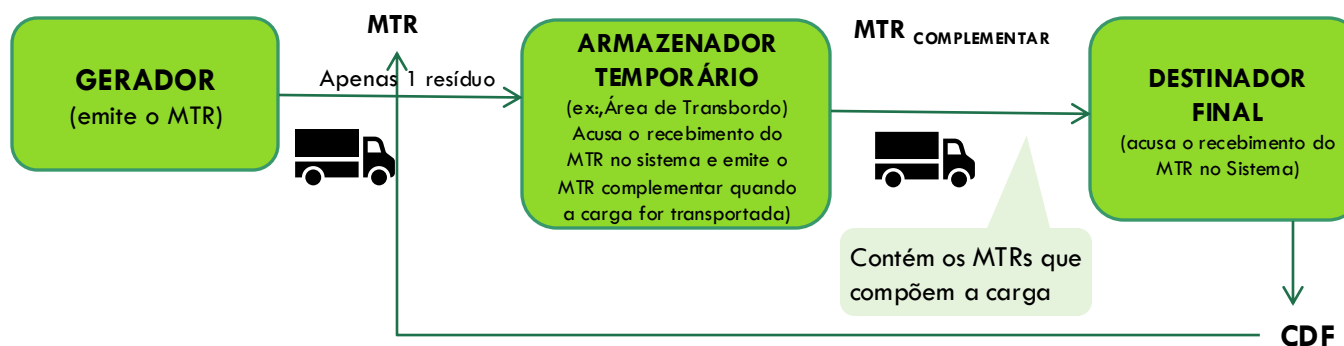 GERADOR
(emite o MTR)
MTR
Apenas 1 resíduo
ARMAZENADOR
TEMPORÁRIO
(ex:,Área de Transbordo)
Acusa o recebimento do
MTR no sistema e emite o
MTR complementar quando
a carga for transportada)
MTR COMPLEMENTAR
Contém os MTRs que
compõem a carga
DESTINADOR
FINAL
(acusa o recebimento do
MTR no Sistema)
CDF